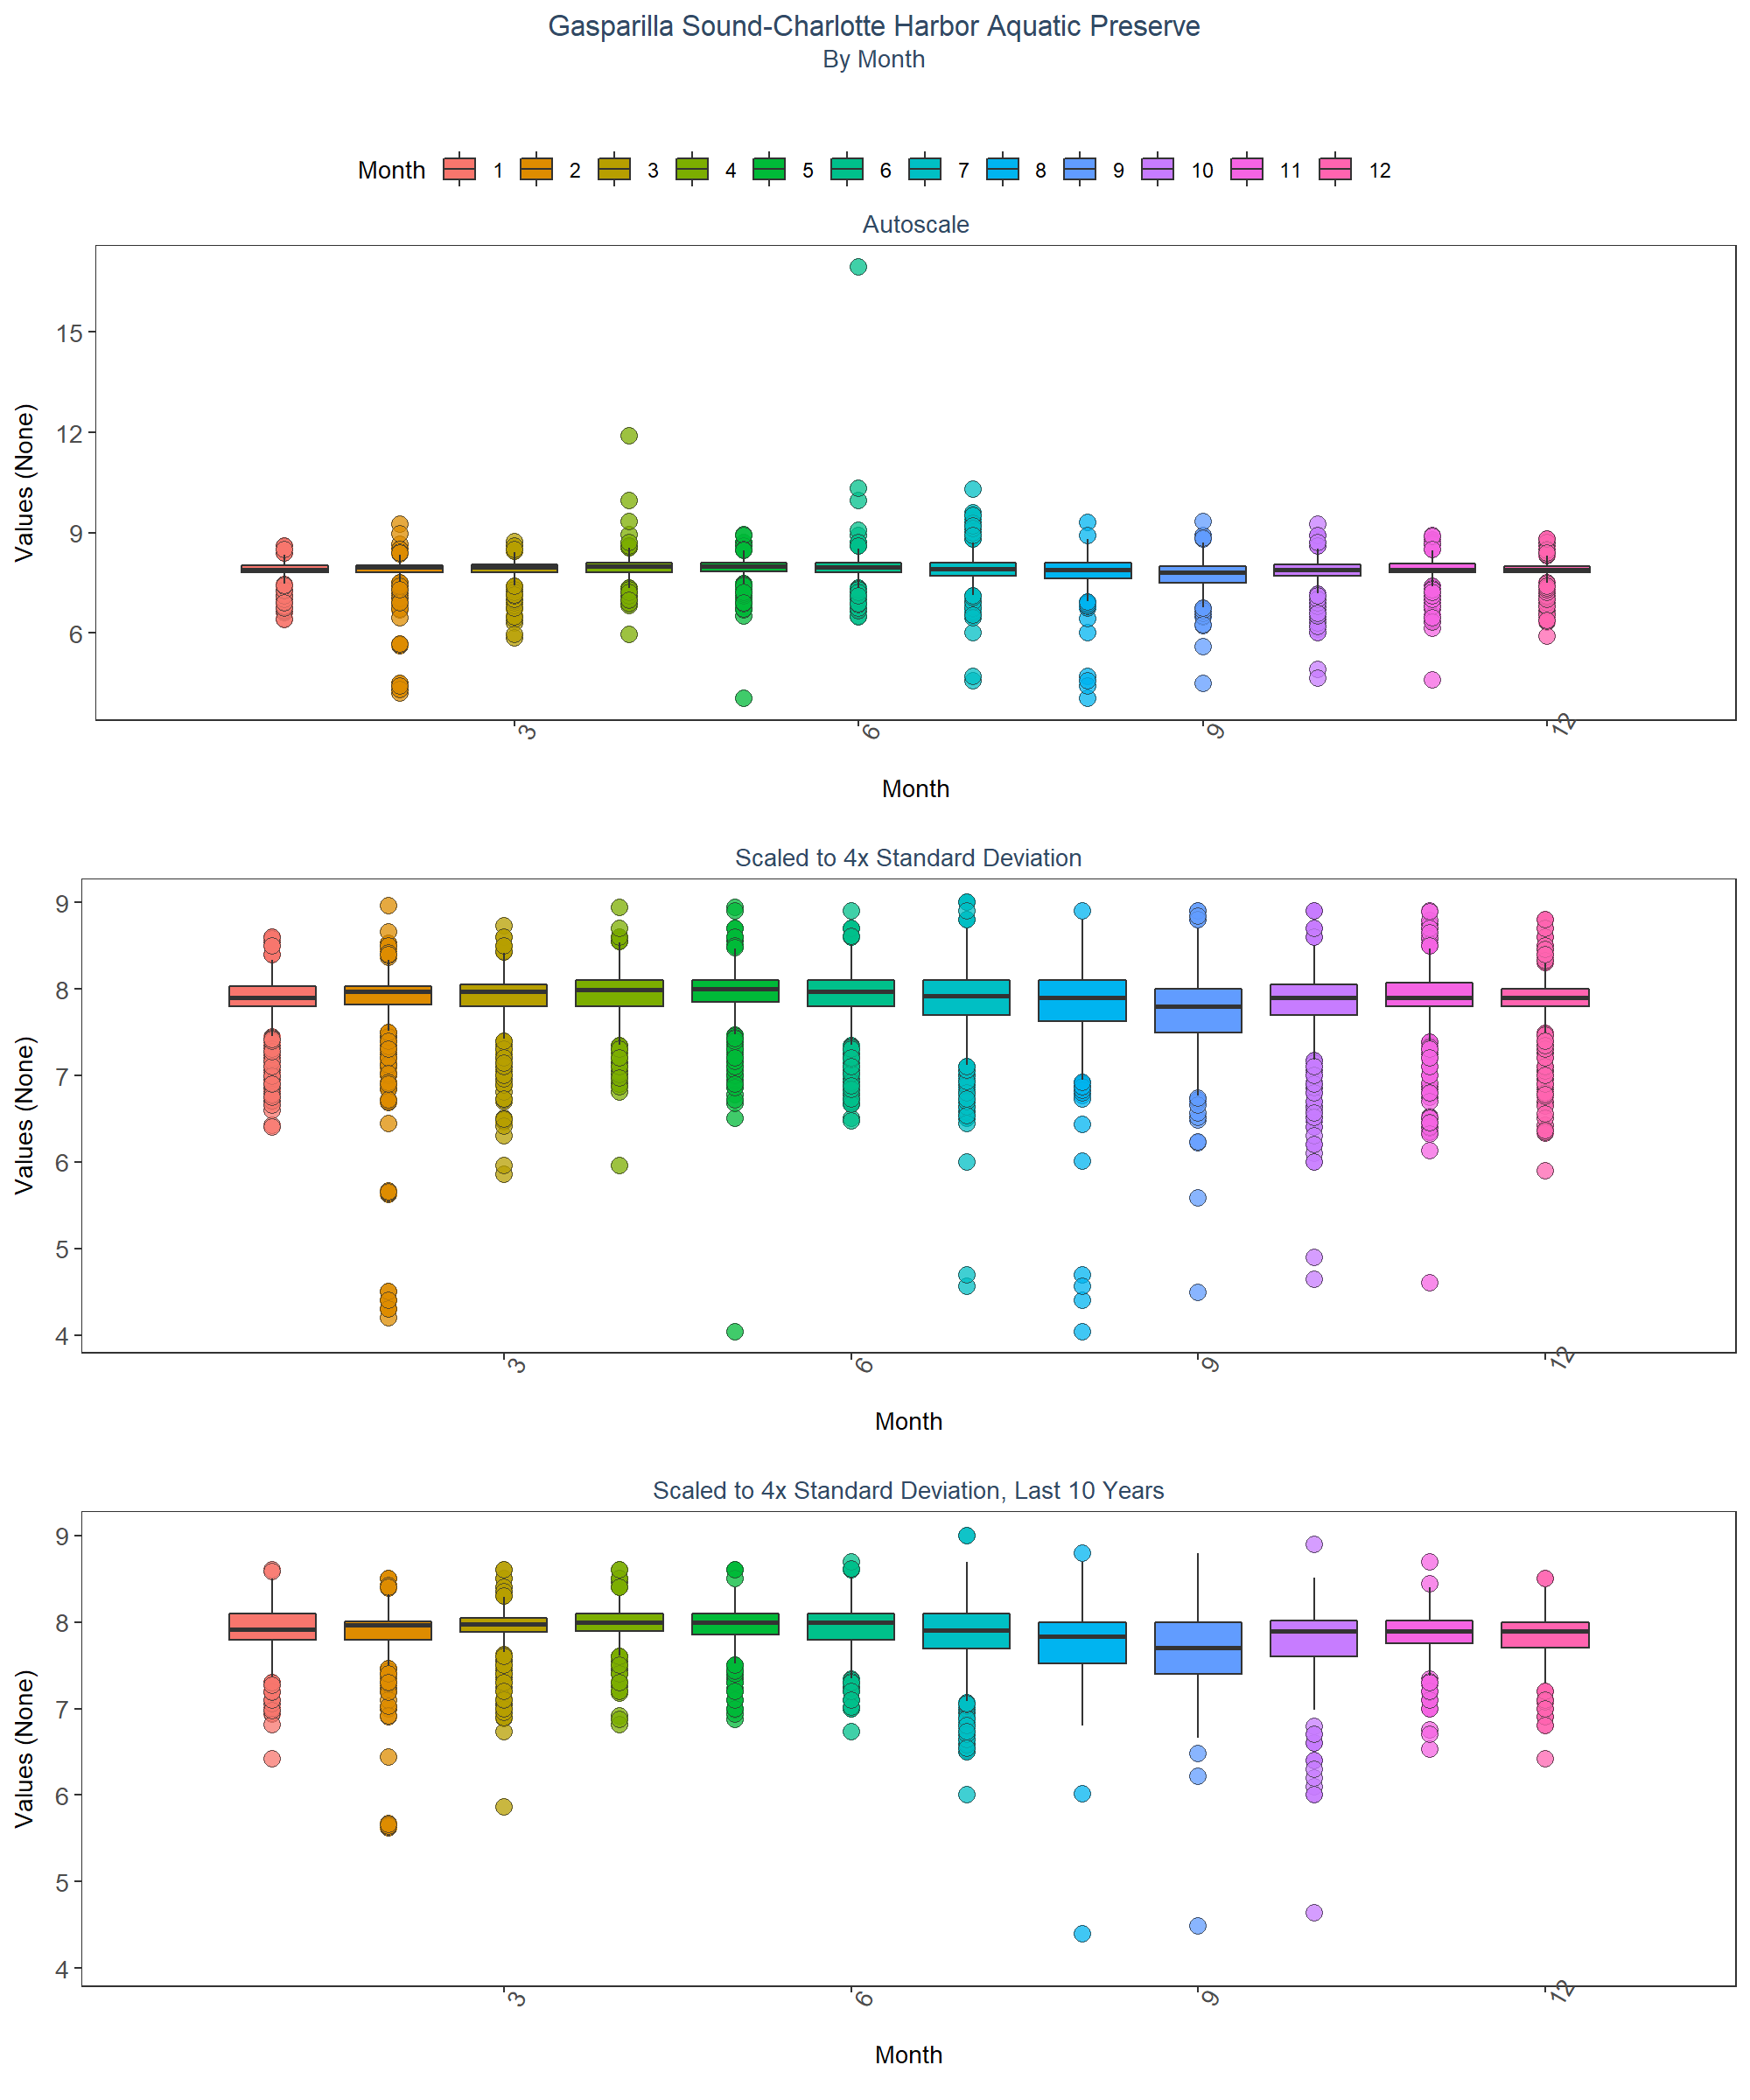 Gasparilla Sound-Charlotte Harbor Aquatic Preserve
By Month
Month 1 2 3 4 5 6 7 8 9 10 11 12
Autoscale
Values (None)
15
12
9
6
3 6 9 12
Month
Scaled to 4x Standard Deviation
Values (None)
9
8
7
6
5
4
3 6 9 12
Month
Scaled to 4x Standard Deviation, Last 10 Years
Values (None)
9
8
7
6
5
4
3 6 9 12
Month